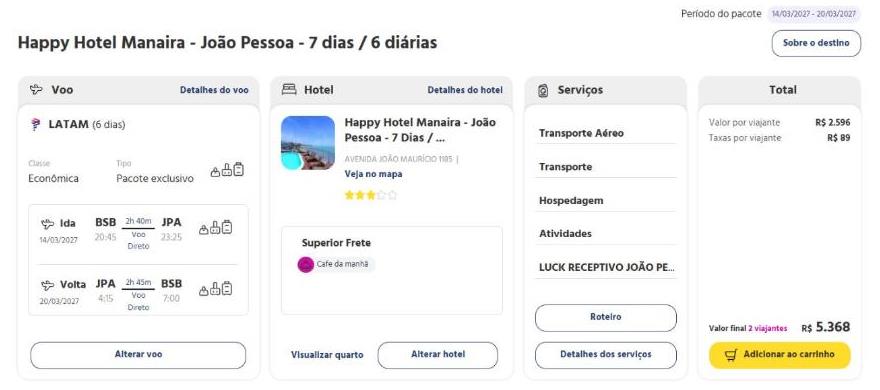 Período do pacote 14/03/2027 - 20/03/2027
Happy Hotel Manaira - João Pessoa - 7 dias / 6 diárias
Sobre o destino
Voo Detalhes do voo
LATAM (6 dias)
Classe Tipo
Econômica Pacote exclusivo
Ida BSB 2h 40m JPA
14/03/2027 20:45 Voo Direto 23:25
Volta JPA 2h 45m BSB
20/03/2027 4:15 Voo Direto 7:00
Alterar voo
Hotel Detalhes do hotel
Happy Hotel Manaira - João
Pessoa - 7 Dias / ...
AVENIDA JOÃO MAURÍCIO 1185 |
Veja no mapa
Superior Frete
Cafe da manhã
Visualizar quarto Alterar hotel
Serviços
Transporte Aéreo
Transporte
Hospedagem
Atividades
LUCK RECEPTIVO JOÃO PE...
Roteiro
Detalhes dos serviços
Total
Valor por viajante R$ 2.596
Taxas por viajante R$ 89
Valor final 2 viajantes R$ 5.368
Adicionar ao carrinho